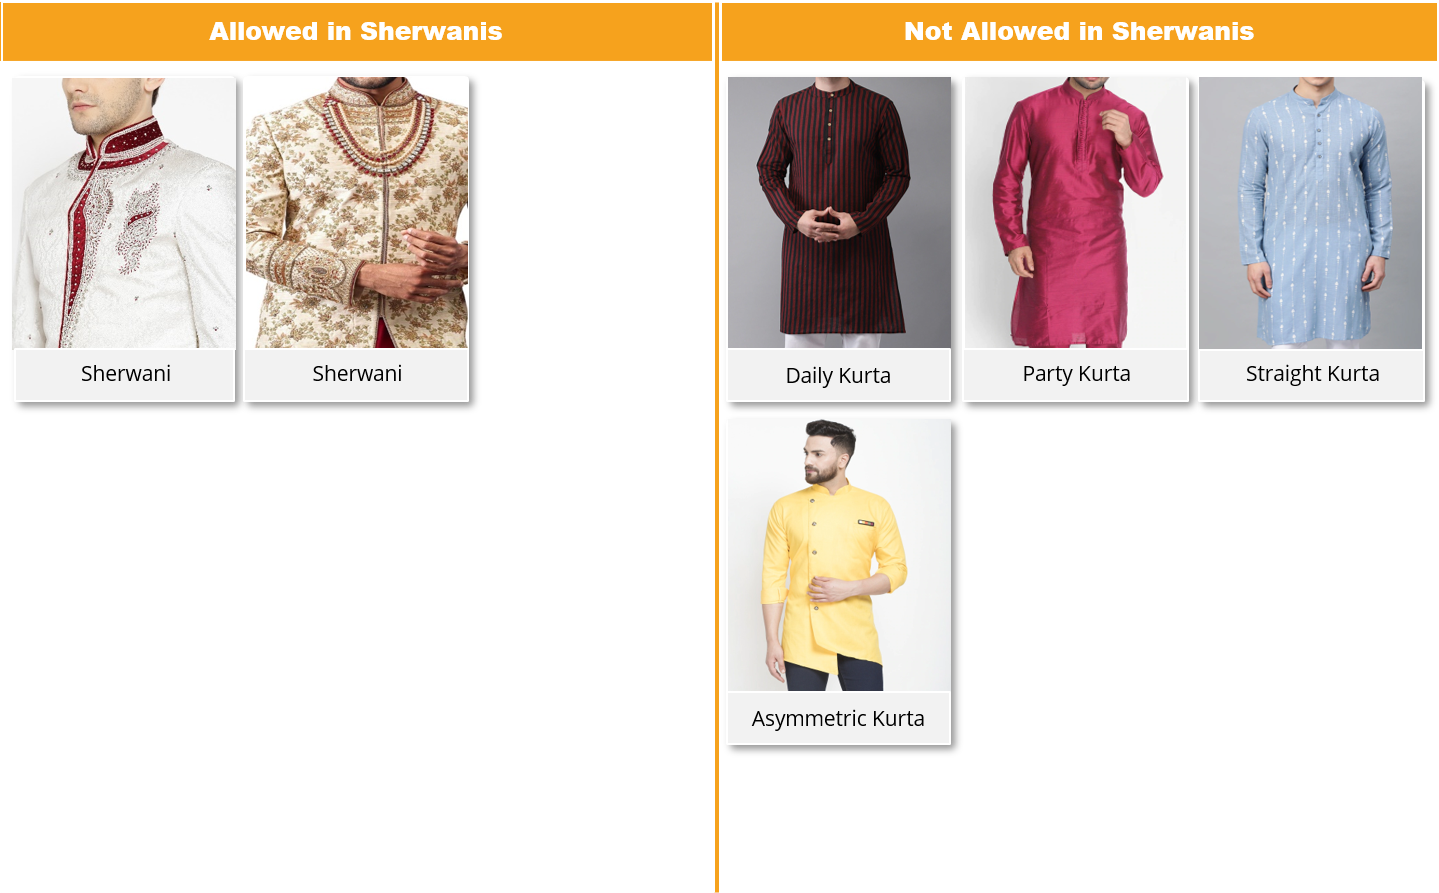 Allowed in Sherwanis
Not Allowed in Sherwanis
Sherwani
Sherwani
Daily Kurta
Party Kurta
Straight Kurta
Asymmetric Kurta